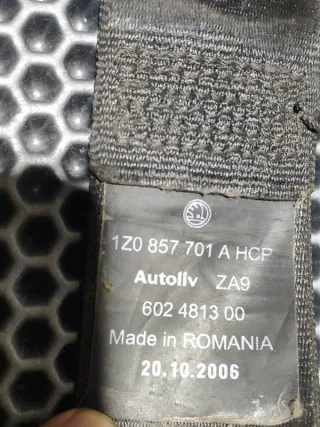 1Z0 857 701 A HCP
Autoliv ZA9
602 4813 00
Made in ROMANIA
20.10.2006